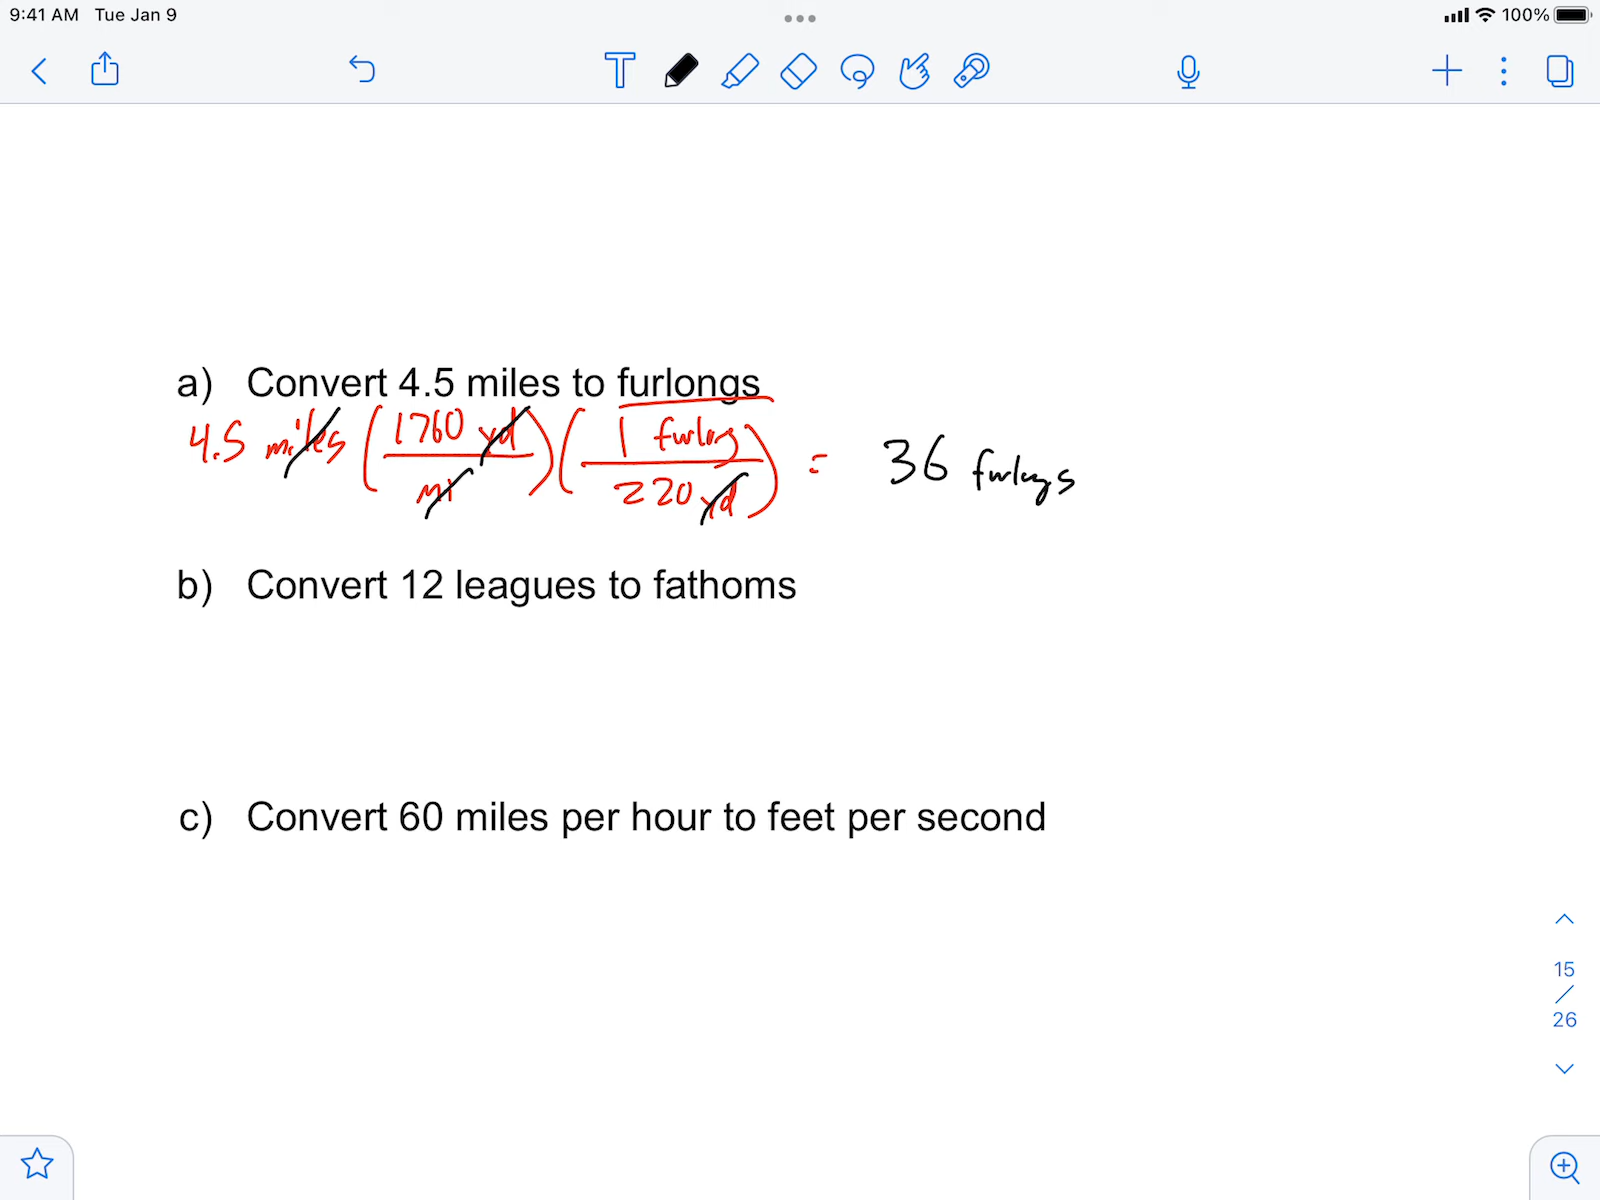 9:41 AM Tue Jan 9 100%
T
a) Convert 4.5 miles to furlongs
4.5 miles (1760 yd / mi) (1 furlong / 220 yd) = 36 furlongs
b) Convert 12 leagues to fathoms
c) Convert 60 miles per hour to feet per second
15
/
26